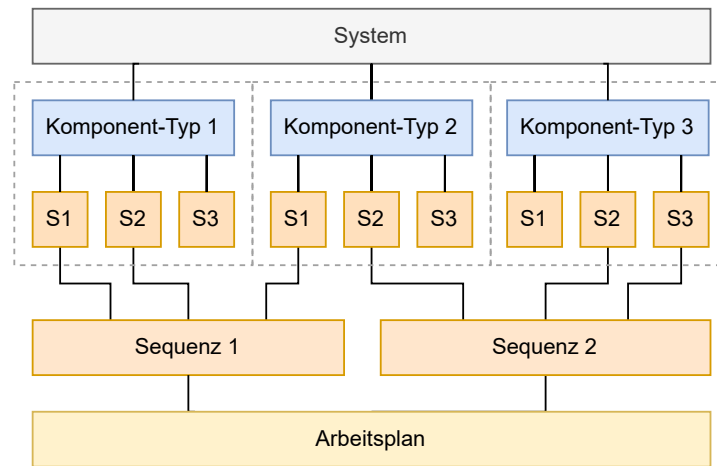 System
Komponent-Typ 1
Komponent-Typ 2
Komponent-Typ 3
S1
S2
S3
S1
S2
S3
S1
S2
S3
Sequenz 1
Sequenz 2
Arbeitsplan